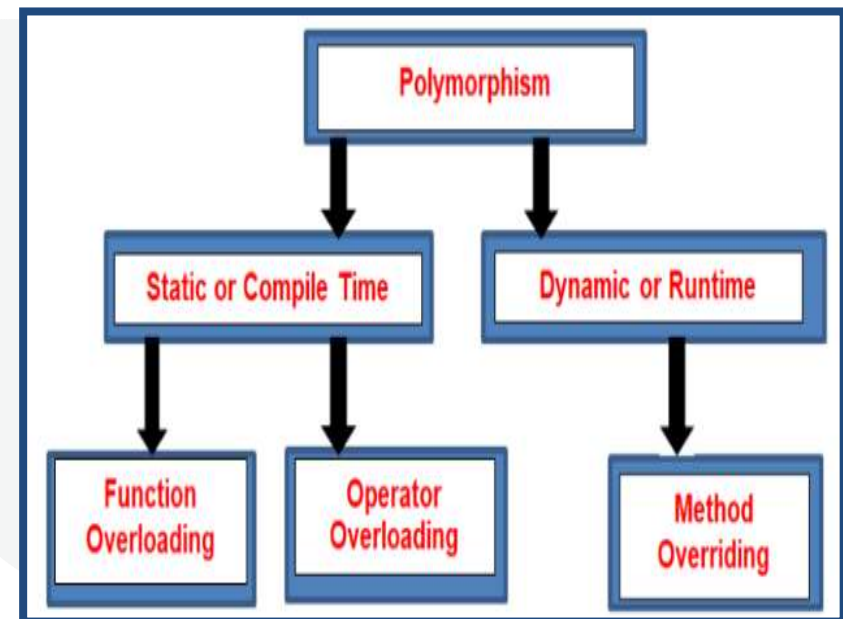 Polymorphism
Static or Compile Time
Dynamic or Runtime
Function
Overloading
Operator
Overloading
Method
Overriding